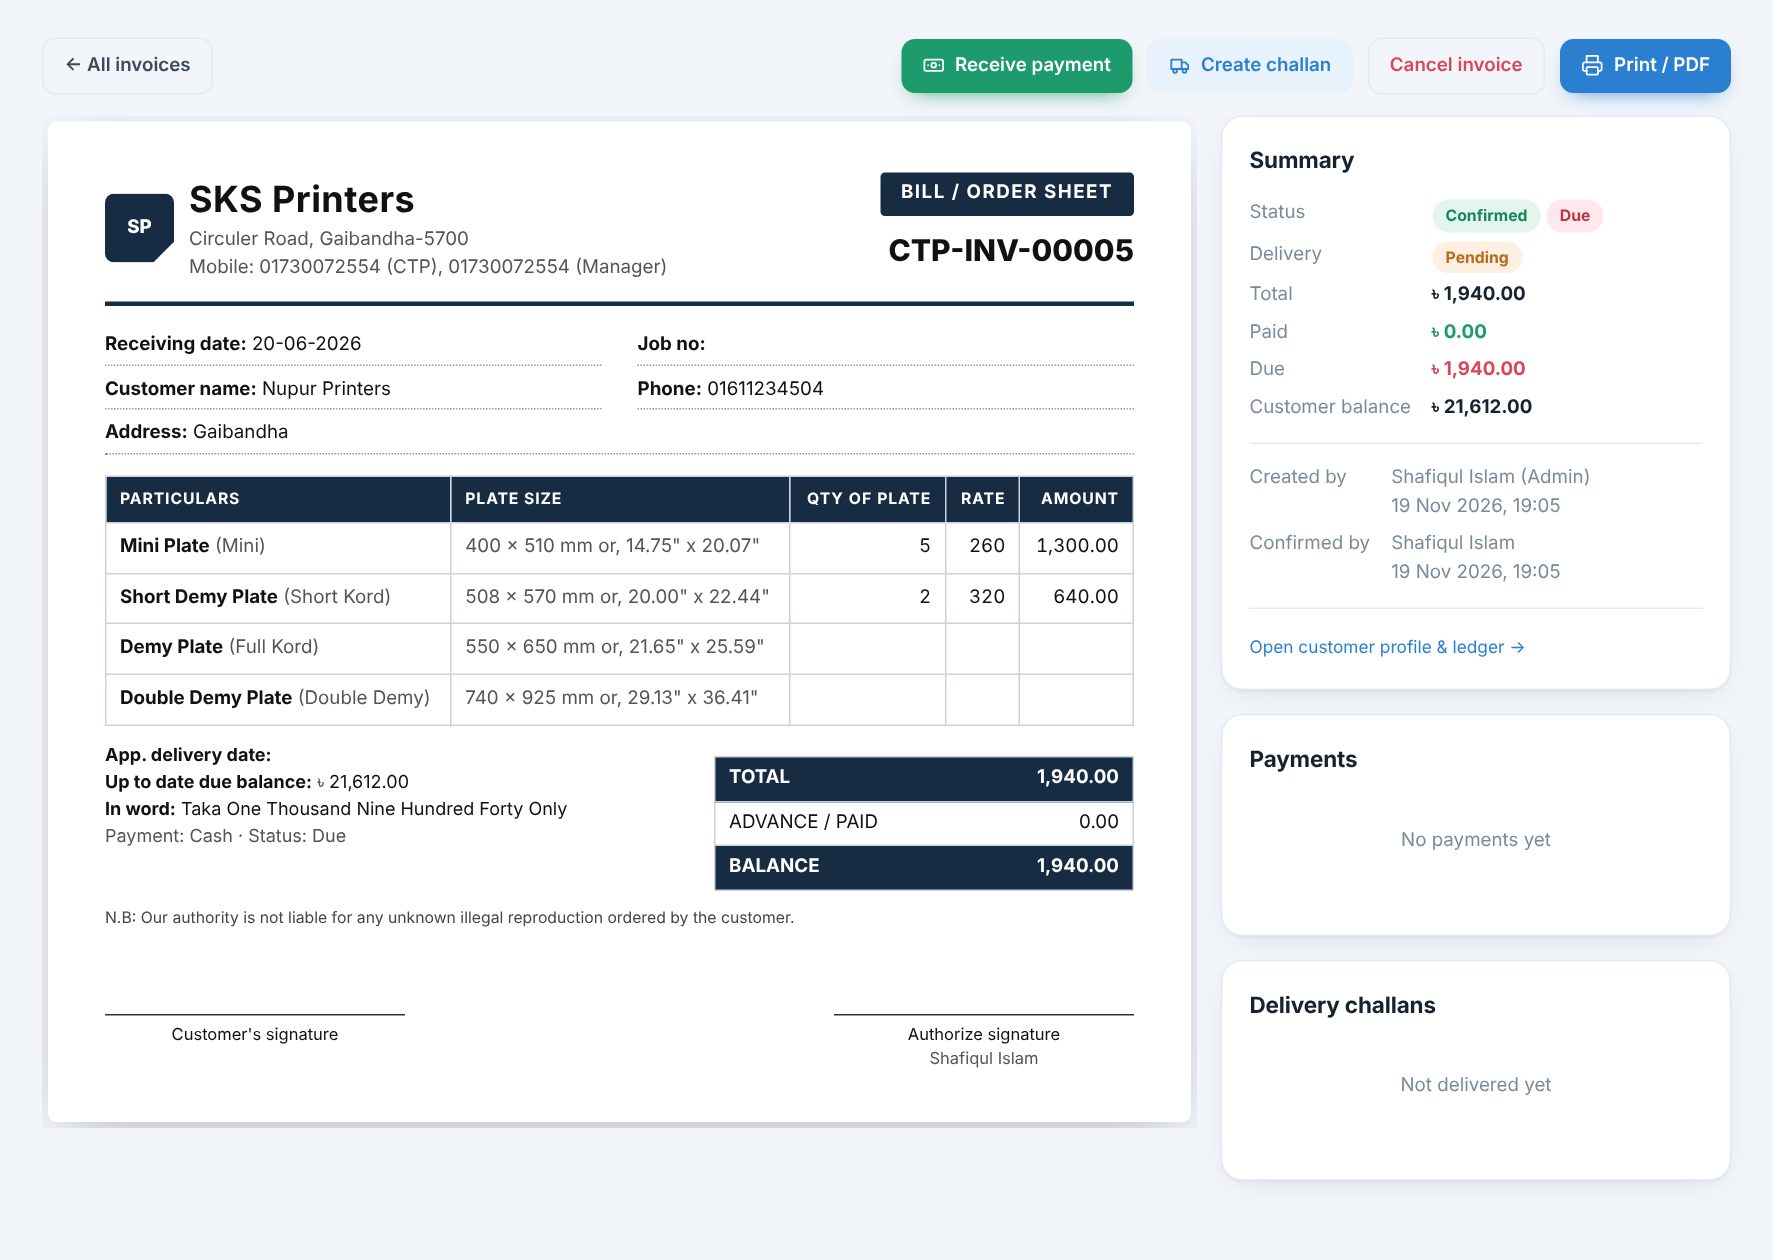 ← All invoices
Receive payment
Create challan
Cancel invoice
Print / PDF
SP
SKS Printers
Circuler Road, Gaibandha-5700
Mobile: 01730072554 (CTP), 01730072554 (Manager)
BILL / ORDER SHEET
CTP-INV-00005
Receiving date: 20-06-2026
Job no:
Customer name: Nupur Printers
Phone: 01611234504
Address: Gaibandha
PARTICULARS PLATE SIZE QTY OF PLATE RATE AMOUNT
Mini Plate (Mini) 400 × 510 mm or, 14.75" x 20.07" 5 260 1,300.00
Short Demy Plate (Short Kord) 508 × 570 mm or, 20.00" x 22.44" 2 320 640.00
Demy Plate (Full Kord) 550 × 650 mm or, 21.65" x 25.59"
Double Demy Plate (Double Demy) 740 × 925 mm or, 29.13" x 36.41"
App. delivery date:
Up to date due balance: ৳ 21,612.00
In word: Taka One Thousand Nine Hundred Forty Only
Payment: Cash · Status: Due
TOTAL 1,940.00
ADVANCE / PAID 0.00
BALANCE 1,940.00
N.B: Our authority is not liable for any unknown illegal reproduction ordered by the customer.
Customer's signature
Authorize signature
Shafiqul Islam
Summary
Status Confirmed Due
Delivery Pending
Total ৳ 1,940.00
Paid ৳ 0.00
Due ৳ 1,940.00
Customer balance ৳ 21,612.00
Created by Shafiqul Islam (Admin)
19 Nov 2026, 19:05
Confirmed by Shafiqul Islam
19 Nov 2026, 19:05
Open customer profile & ledger →
Payments
No payments yet
Delivery challans
Not delivered yet